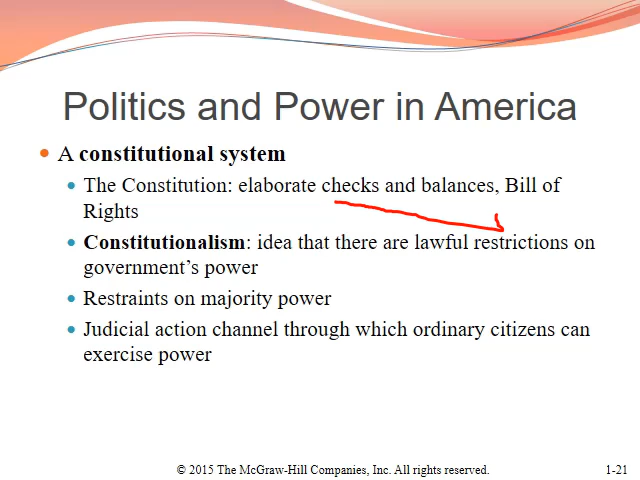 Politics and Power in America
• A constitutional system
• The Constitution: elaborate checks and balances, Bill of
Rights
• Constitutionalism: idea that there are lawful restrictions on
government’s power
• Restraints on majority power
• Judicial action channel through which ordinary citizens can
exercise power
© 2015 The McGraw-Hill Companies, Inc. All rights reserved.
1-21